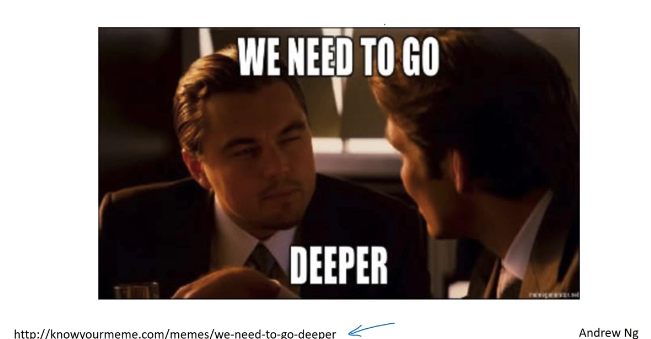 WE NEED TO GO
DEEPER
http://knowyourmeme.com/memes/we-need-to-go-deeper
Andrew Ng